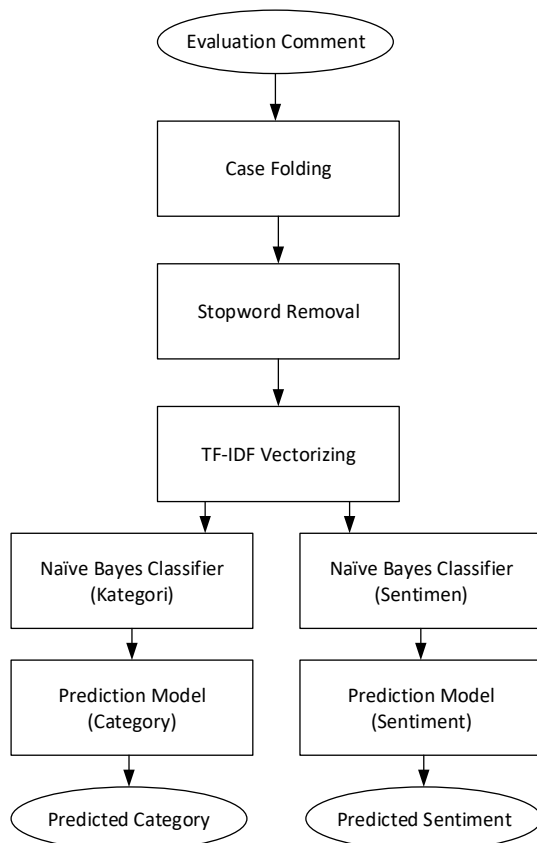 Evaluation Comment
Case Folding
Stopword Removal
TF-IDF Vectorizing
Naïve Bayes Classifier
(Kategori)
Naïve Bayes Classifier
(Sentimen)
Prediction Model
(Category)
Prediction Model
(Sentiment)
Predicted Category
Predicted Sentiment